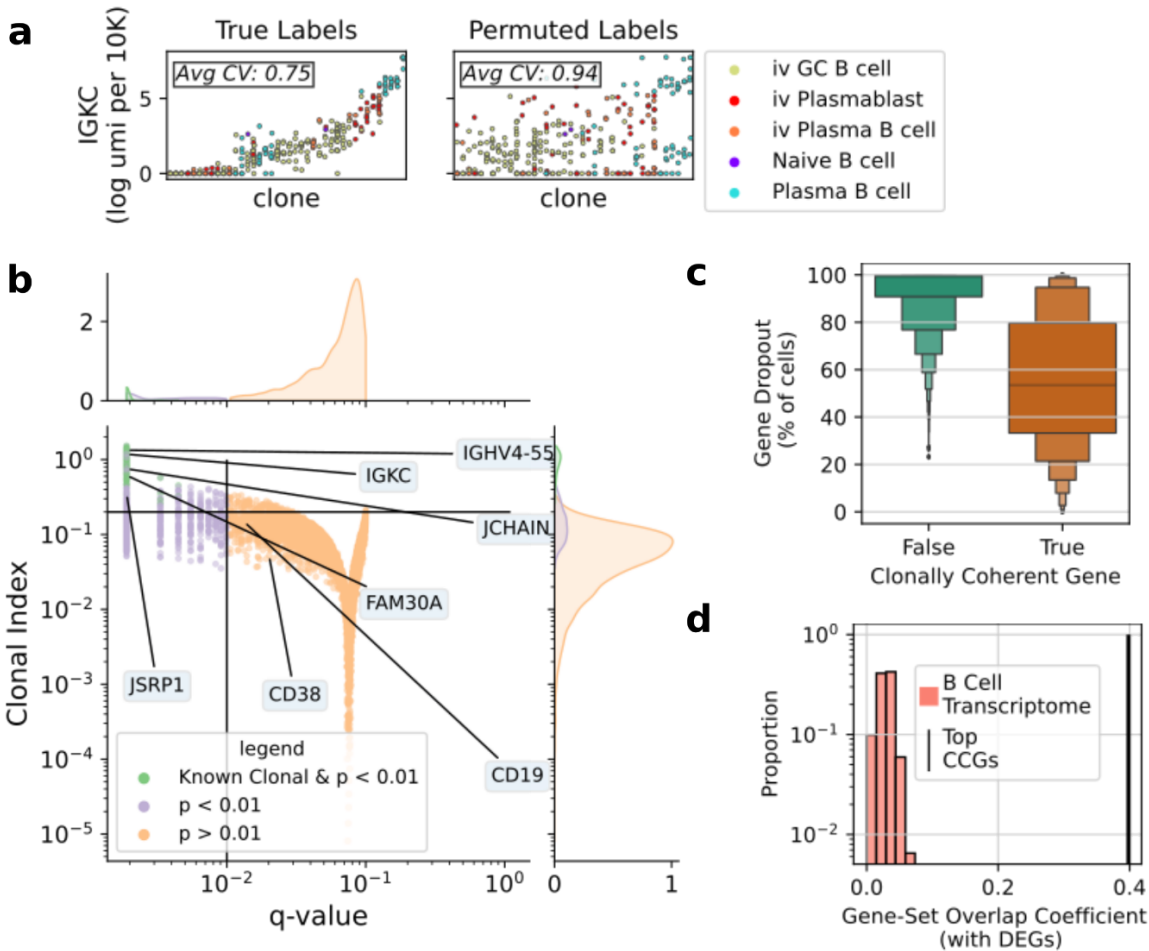 a
True Labels
Permuted Labels
IGKC
(log umi per 10K)
5
0
Avg CV: 0.75
Avg CV: 0.94
clone
clone
iv GC B cell
iv Plasmablast
iv Plasma B cell
Naive B cell
Plasma B cell
b
2
0
Clonal Index
10^0
10^-1
10^-2
10^-3
10^-4
10^-5
IGHV4-55
IGKC
JCHAIN
FAM30A
JSRP1
CD38
CD19
legend
Known Clonal & p < 0.01
p < 0.01
p > 0.01
10^-2
10^-1
10^0
q-value
0
1
c
Gene Dropout
(% of cells)
100
80
60
40
20
0
False
True
Clonally Coherent Gene
d
Proportion
10^0
10^-1
10^-2
B Cell
Transcriptome
Top
CCGs
0.0
0.2
0.4
Gene-Set Overlap Coefficient
(with DEGs)